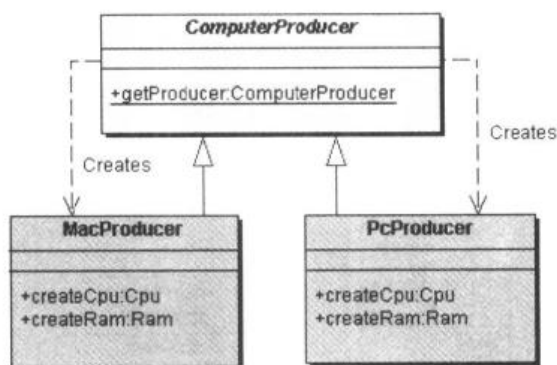 ComputerProducer
+getProducer:ComputerProducer
Creates
Creates
MacProducer
+createCpu:Cpu
+createRam:Ram
PcProducer
+createCpu:Cpu
+createRam:Ram